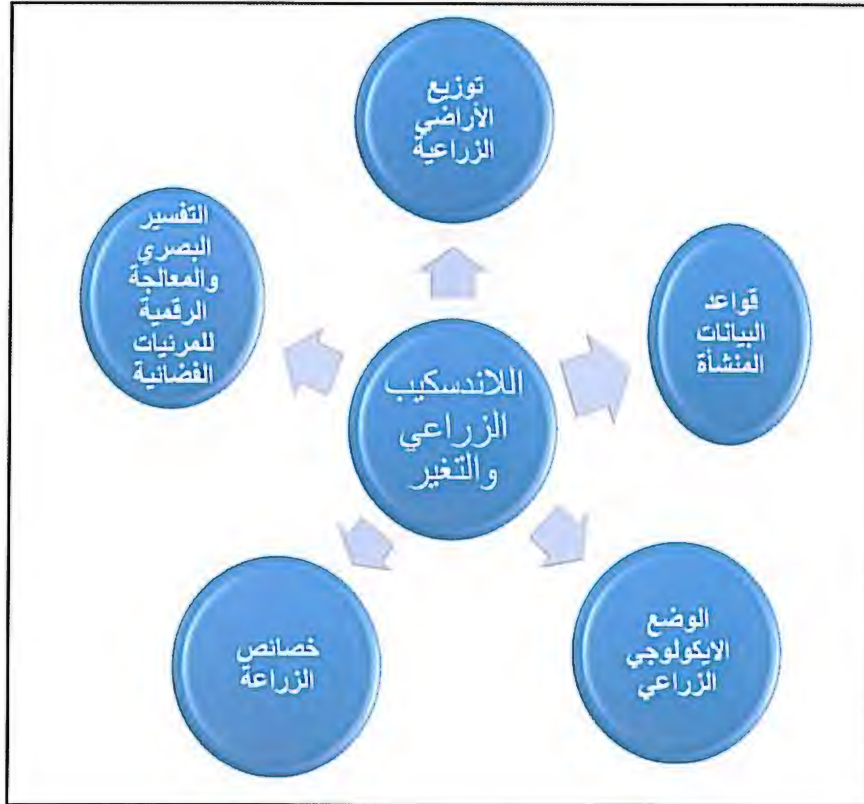 توزيع
الأراضي
الزراعية
قواعد
البيانات
المنشأة
الوضع
الايكولوجي
الزراعي
خصائص
الزراعة
التفسير
البصري
والمعالجة
الرقمية
للمرئيات
الفضائية
اللاندسكيب
الزراعي
والتغير